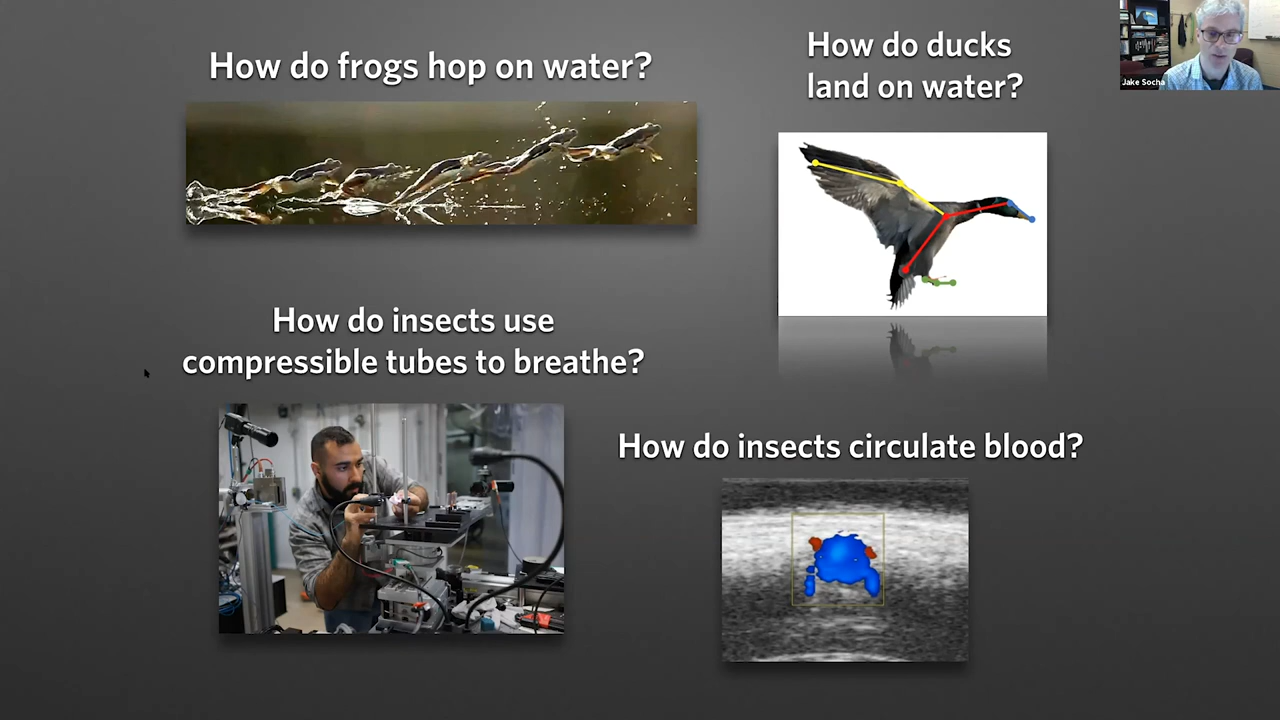 How do frogs hop on water?
How do ducks
land on water?
Jake Socha
How do insects use
compressible tubes to breathe?
How do insects circulate blood?